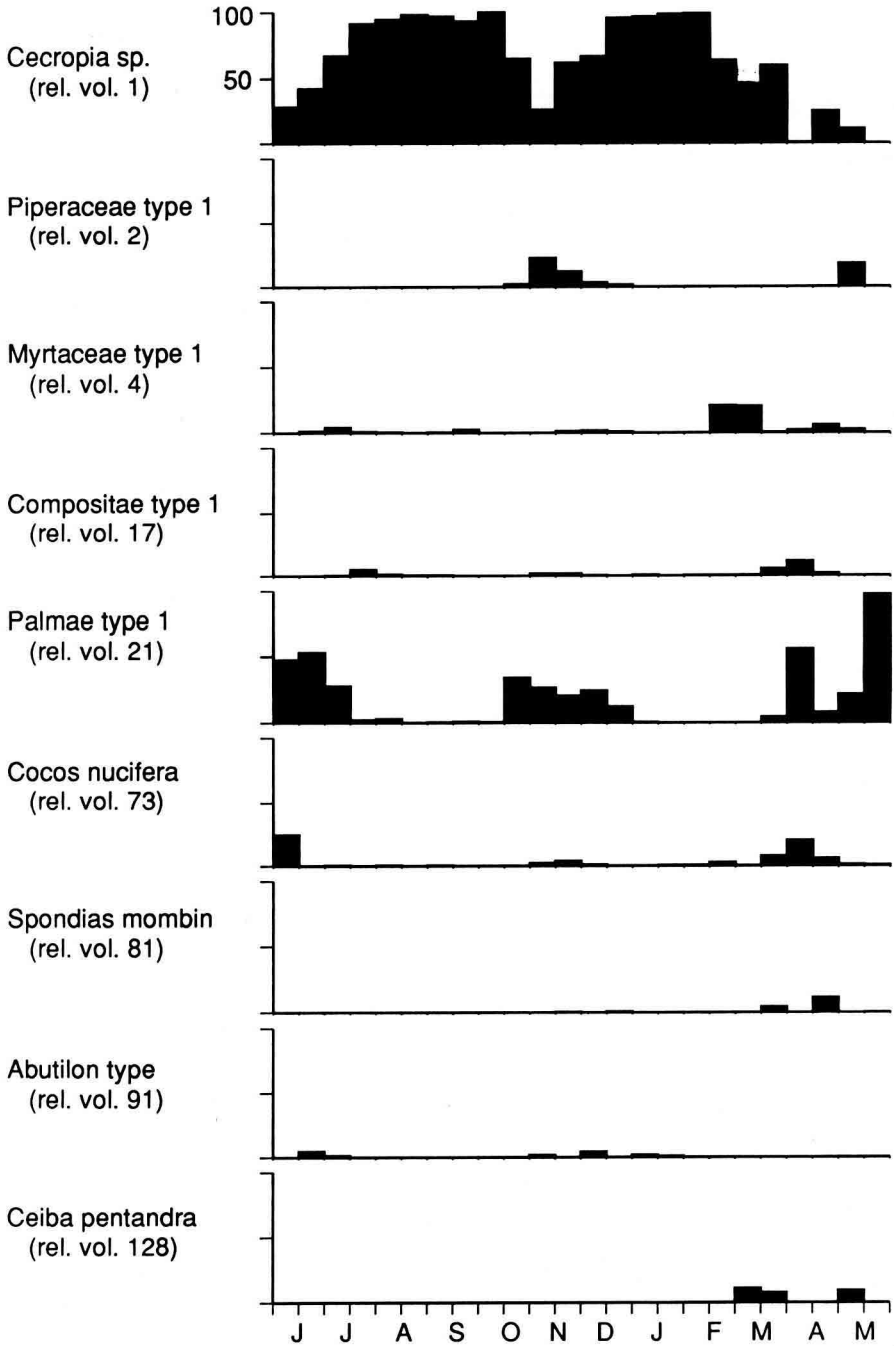 100
Cecropia sp.
50
(rel. vol. 1)
Piperaceae type 1
(rel. vol. 2)
Myrtaceae type 1
(rel. vol. 4)
Compositae type 1
(rel. vol. 17)
Palmae type 1
(rel. vol. 21)
Cocos nucifera
(rel. vol. 73)
Spondias mombin
(rel. vol. 81)
Abutilon type
(rel. vol. 91)
Ceiba pentandra
(rel. vol. 128)
J J A S O N D J F M A M